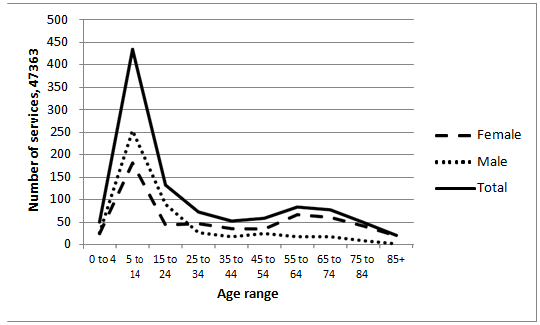 500
450
400
350
300
250
200
150
100
50
0
Number of services, 47363
0 to 4
5 to 14
15 to 24
25 to 34
35 to 44
45 to 54
55 to 64
65 to 74
75 to 84
85+
Age range
Female
Male
Total